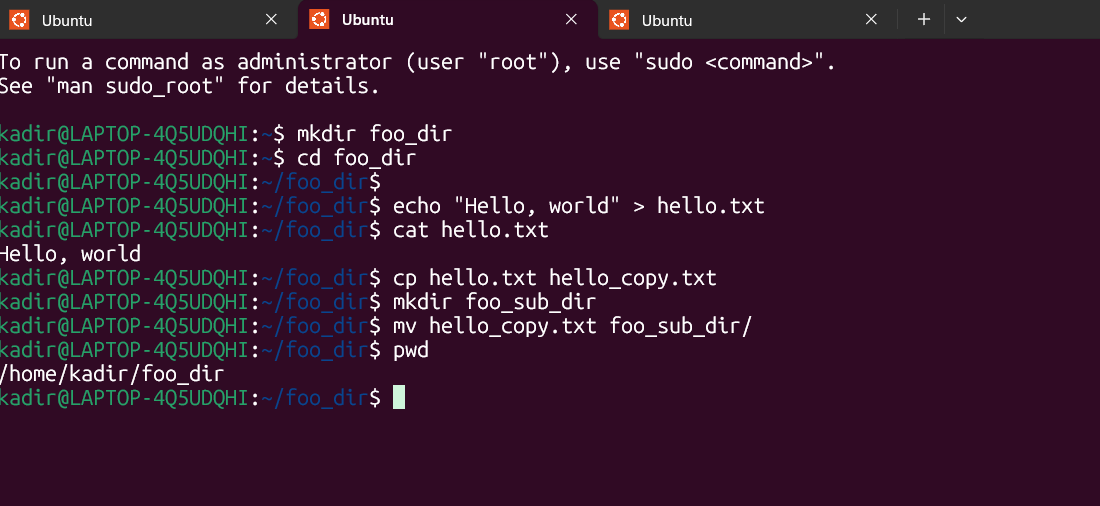 Ubuntu
Ubuntu
Ubuntu
To run a command as administrator (user "root"), use "sudo <command>".
See "man sudo_root" for details.
kadir@LAPTOP-4Q5UDQHI:~$ mkdir foo_dir
kadir@LAPTOP-4Q5UDQHI:~$ cd foo_dir
kadir@LAPTOP-4Q5UDQHI:~/foo_dir$
kadir@LAPTOP-4Q5UDQHI:~/foo_dir$ echo "Hello, world" > hello.txt
kadir@LAPTOP-4Q5UDQHI:~/foo_dir$ cat hello.txt
Hello, world
kadir@LAPTOP-4Q5UDQHI:~/foo_dir$ cp hello.txt hello_copy.txt
kadir@LAPTOP-4Q5UDQHI:~/foo_dir$ mkdir foo_sub_dir
kadir@LAPTOP-4Q5UDQHI:~/foo_dir$ mv hello_copy.txt foo_sub_dir/
kadir@LAPTOP-4Q5UDQHI:~/foo_dir$ pwd
/home/kadir/foo_dir
kadir@LAPTOP-4Q5UDQHI:~/foo_dir$